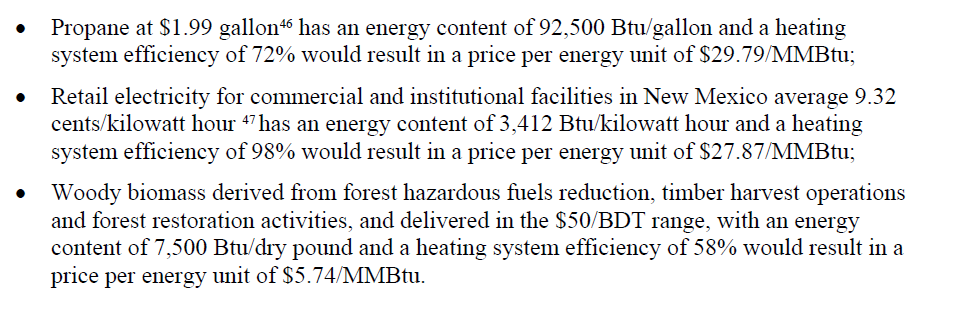 • Propane at $1.99 gallon⁴⁶ has an energy content of 92,500 Btu/gallon and a heating
system efficiency of 72% would result in a price per energy unit of $29.79/MMBtu;
• Retail electricity for commercial and institutional facilities in New Mexico average 9.32
cents/kilowatt hour ⁴⁷ has an energy content of 3,412 Btu/kilowatt hour and a heating
system efficiency of 98% would result in a price per energy unit of $27.87/MMBtu;
• Woody biomass derived from forest hazardous fuels reduction, timber harvest operations
and forest restoration activities, and delivered in the $50/BDT range, with an energy
content of 7,500 Btu/dry pound and a heating system efficiency of 58% would result in a
price per energy unit of $5.74/MMBtu.